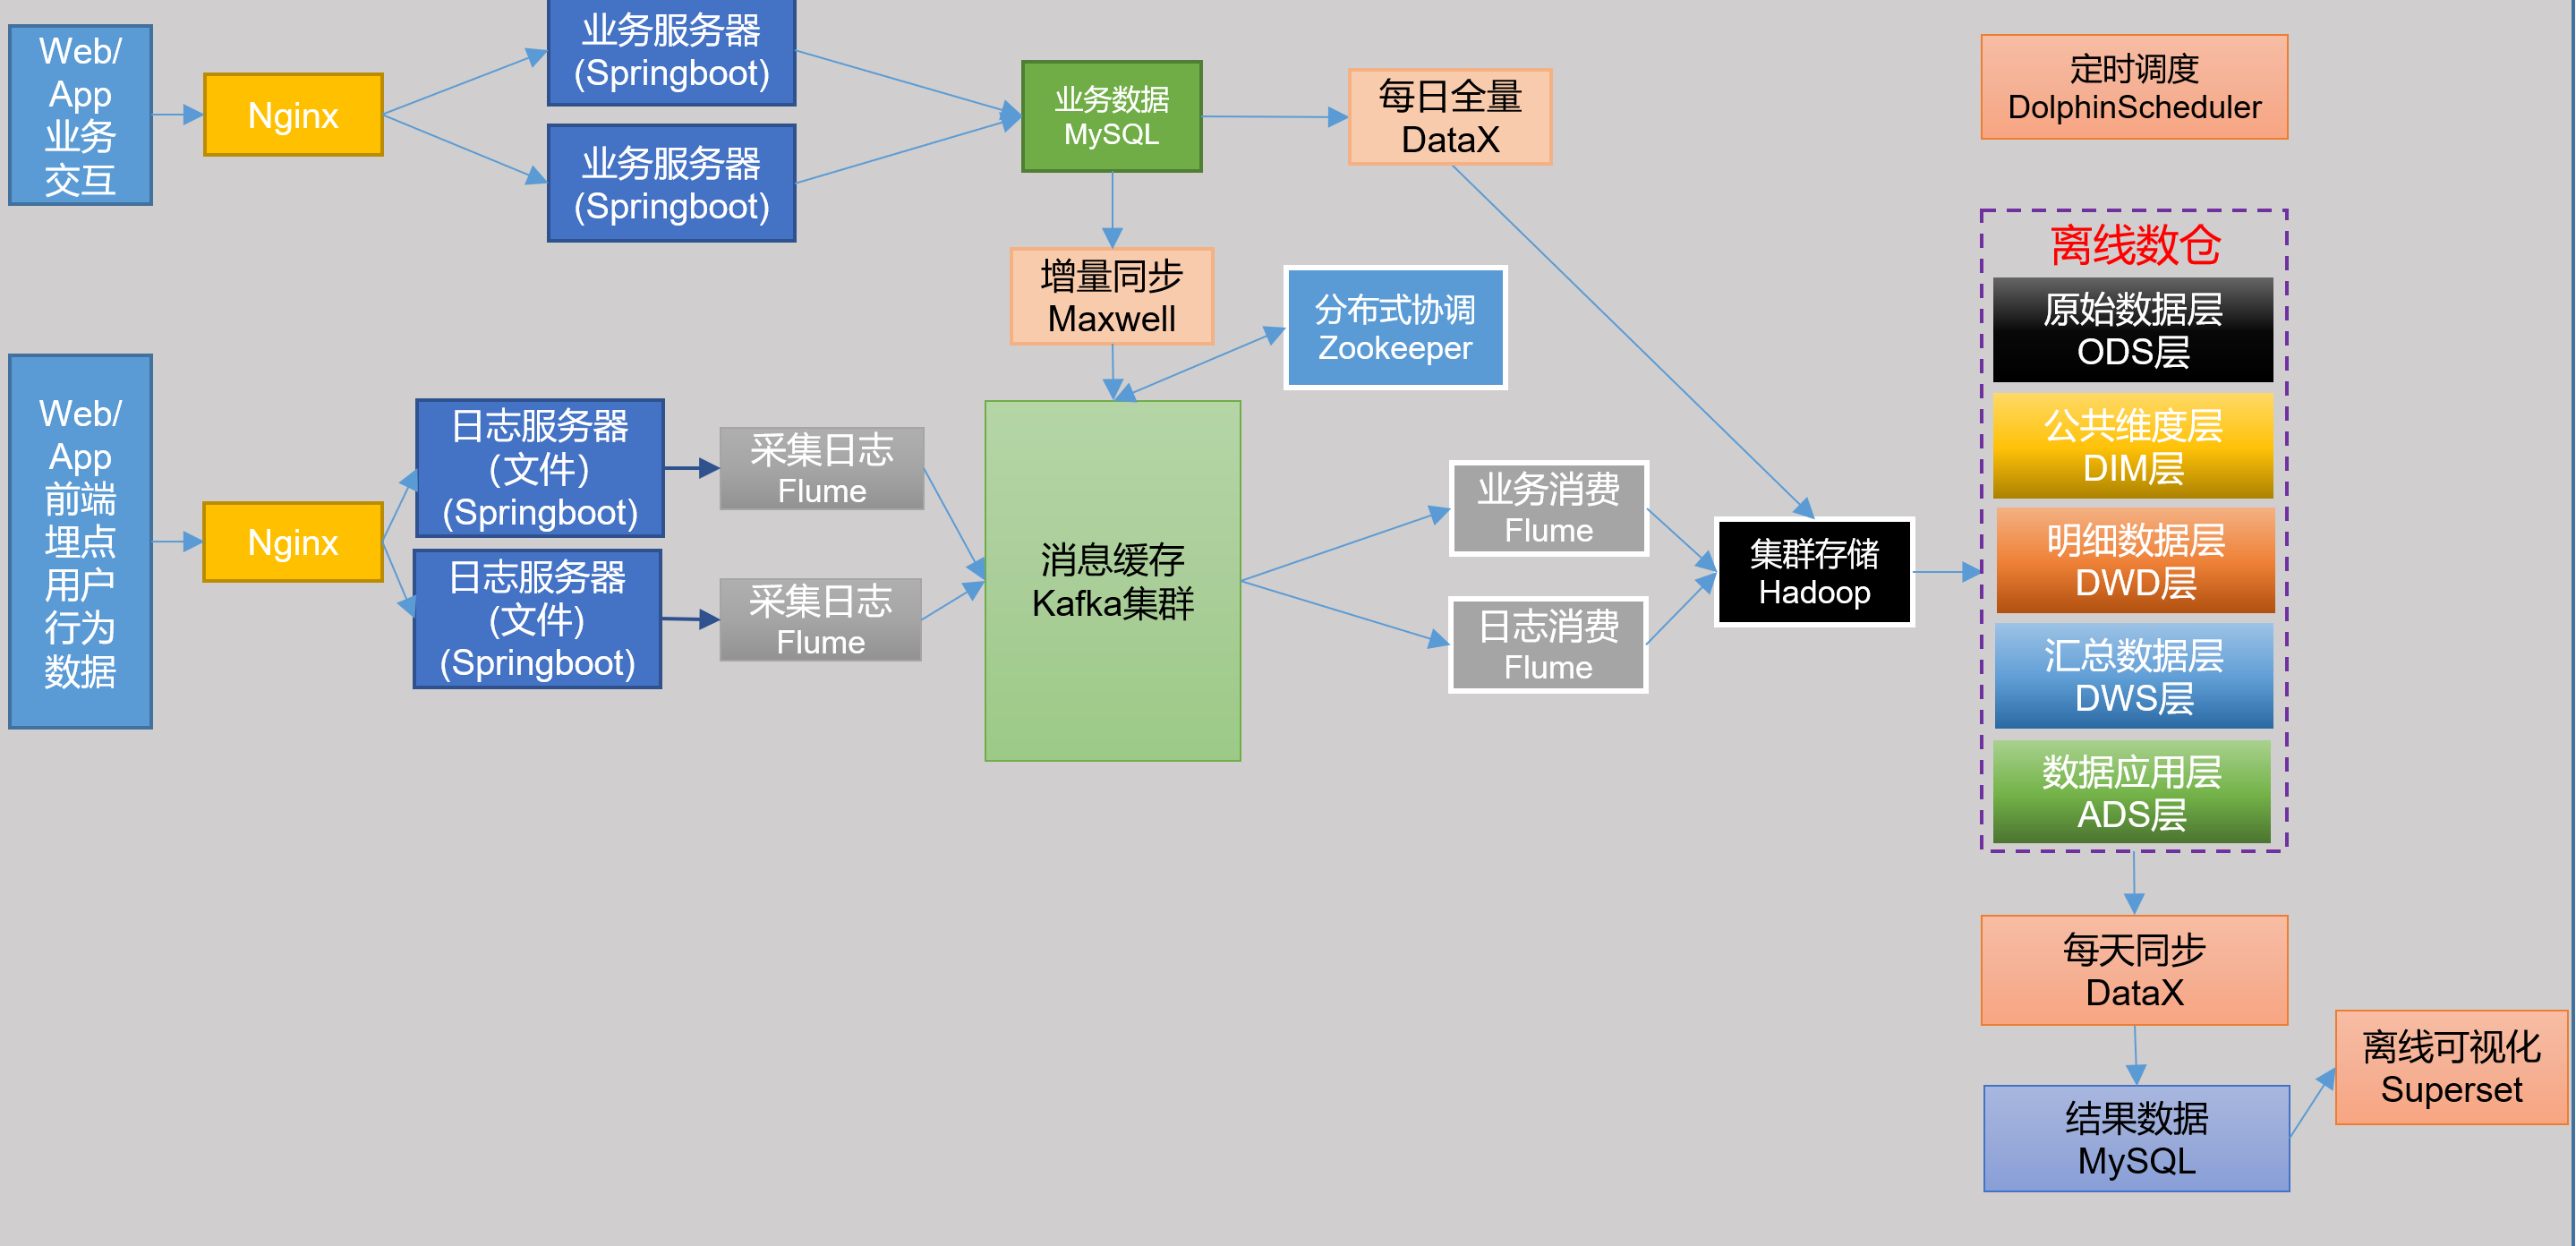 Web/
App
业务
交互
Nginx
业务服务器
(Springboot)
业务服务器
(Springboot)
业务数据
MySQL
每日全量
DataX
定时调度
DolphinScheduler
增量同步
Maxwell
分布式协调
Zookeeper
Web/
App
前端
埋点
用户
行为
数据
Nginx
日志服务器
(文件)
(Springboot)
日志服务器
(文件)
(Springboot)
采集日志
Flume
采集日志
Flume
消息缓存
Kafka集群
业务消费
Flume
日志消费
Flume
集群存储
Hadoop
离线数仓
原始数据层
ODS层
公共维度层
DIM层
明细数据层
DWD层
汇总数据层
DWS层
数据应用层
ADS层
每天同步
DataX
结果数据
MySQL
离线可视化
Superset